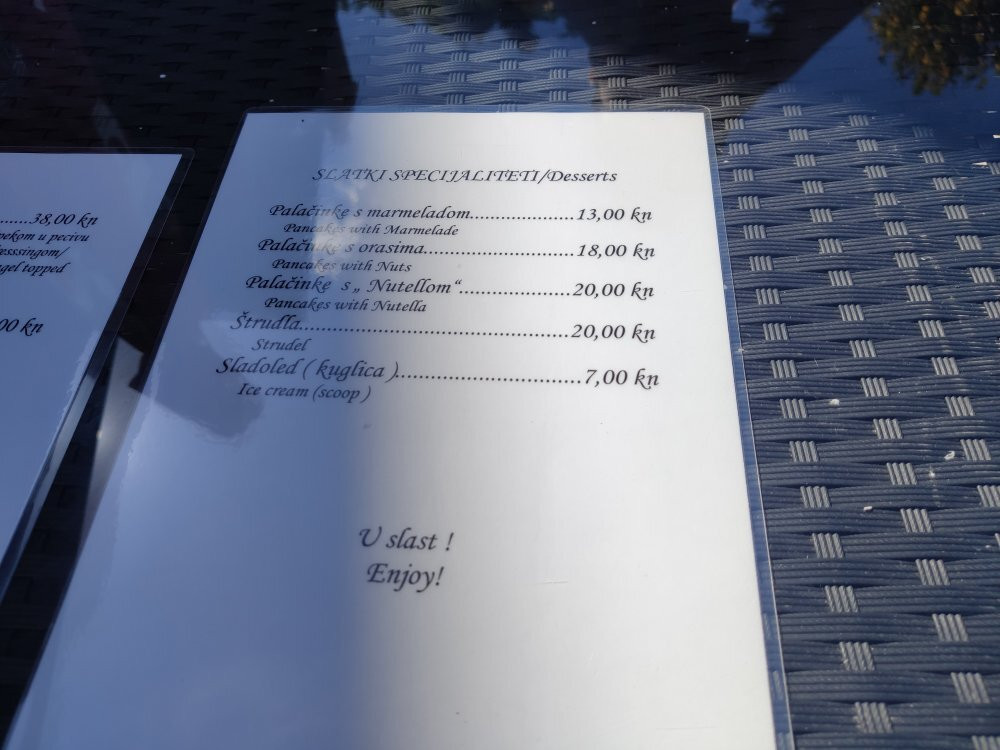 .......38,00 kn
pekom u pecivu
resssingom/
agel topped
00 kn
SLATKI SPECIJALITETI/Desserts
Palačinke s marmeladom.......................13,00 kn
Pancakes with Marmelade
Palačinke s orasima.................................18,00 kn
Pancakes with Nuts
Palačinke s „ Nutellom“........................20,00 kn
Pancakes with Nutella
Štrudla...........................................................20,00 kn
Strudel
Sladoled ( kuglica )........................................7,00 kn
Ice cream (scoop )
U slast !
Enjoy!